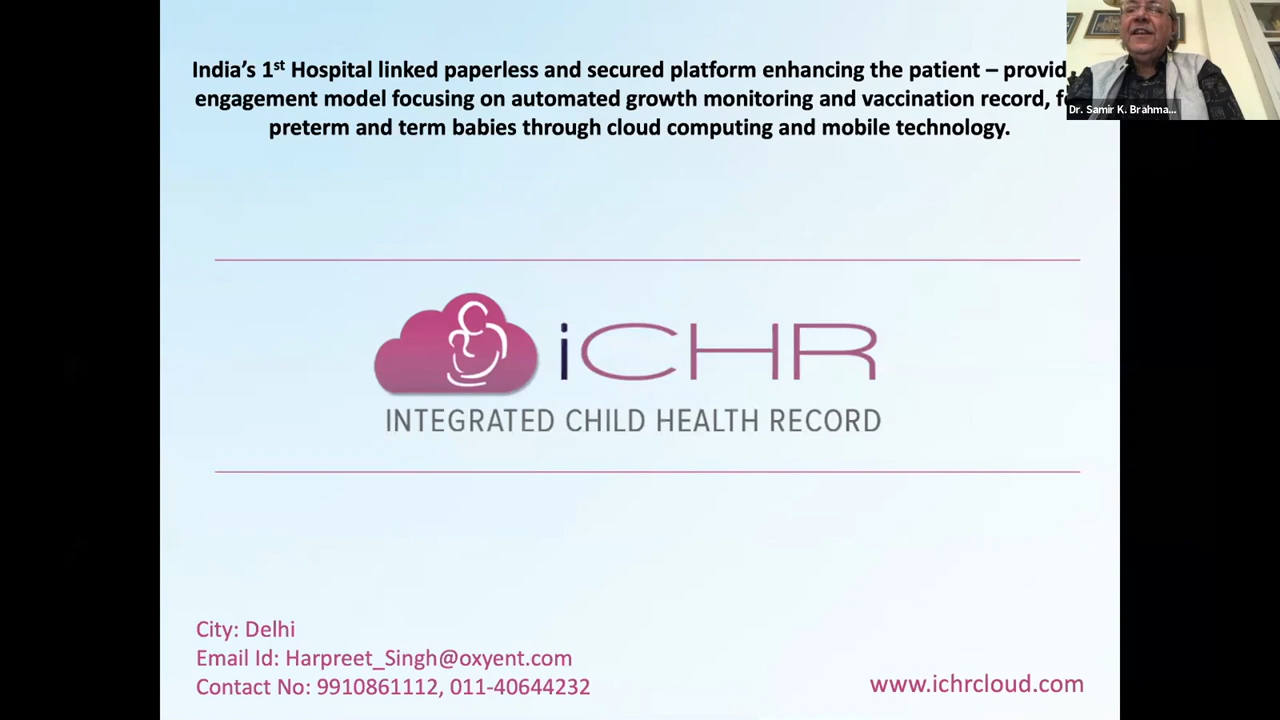 India's 1st Hospital linked paperless and secured platform enhancing the patient –
engagement model focusing on automated growth monitoring and vaccination record,
preterm and term babies through cloud computing and mobile technology.
Dr. Samir K. Brahma...
iCHR
INTEGRATED CHILD HEALTH RECORD
City: Delhi
Email Id: Harpreet_Singh@oxyent.com
Contact No: 9910861112, 011-40644232
www.ichrcloud.com